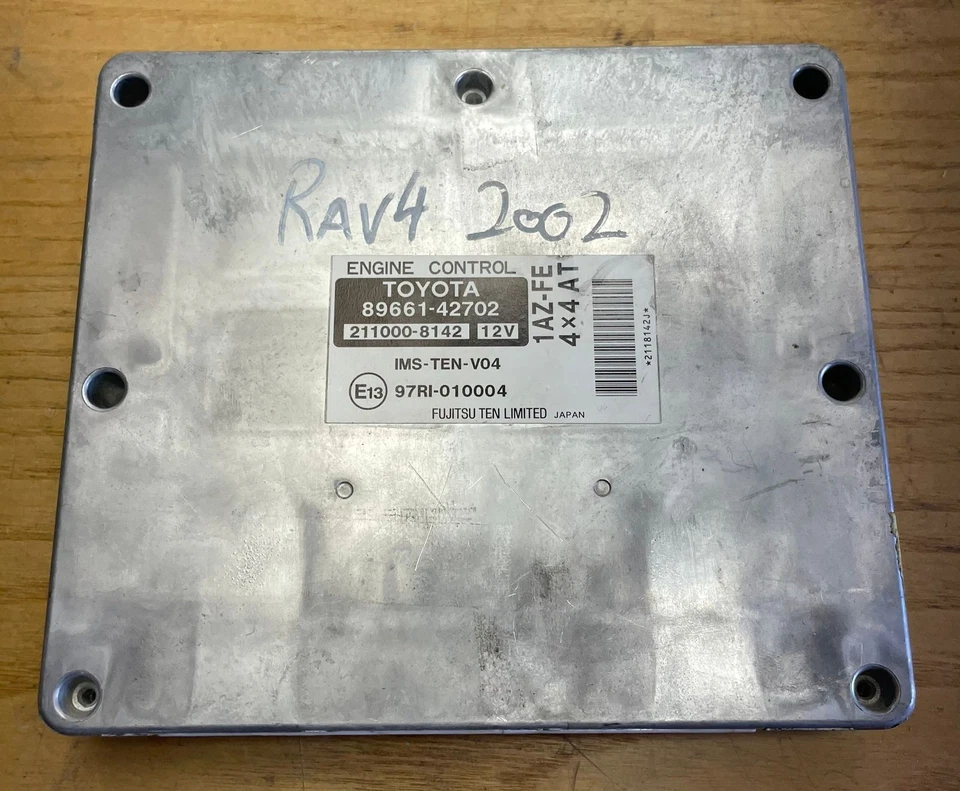 RAV4 2002
ENGINE CONTROL
TOYOTA
89661-42702
211000-8142 12V
1AZ-FE
4×4 AT
IMS-TEN-V04
E13 97RI-010004
FUJITSU TEN LIMITED JAPAN
*2118142J*